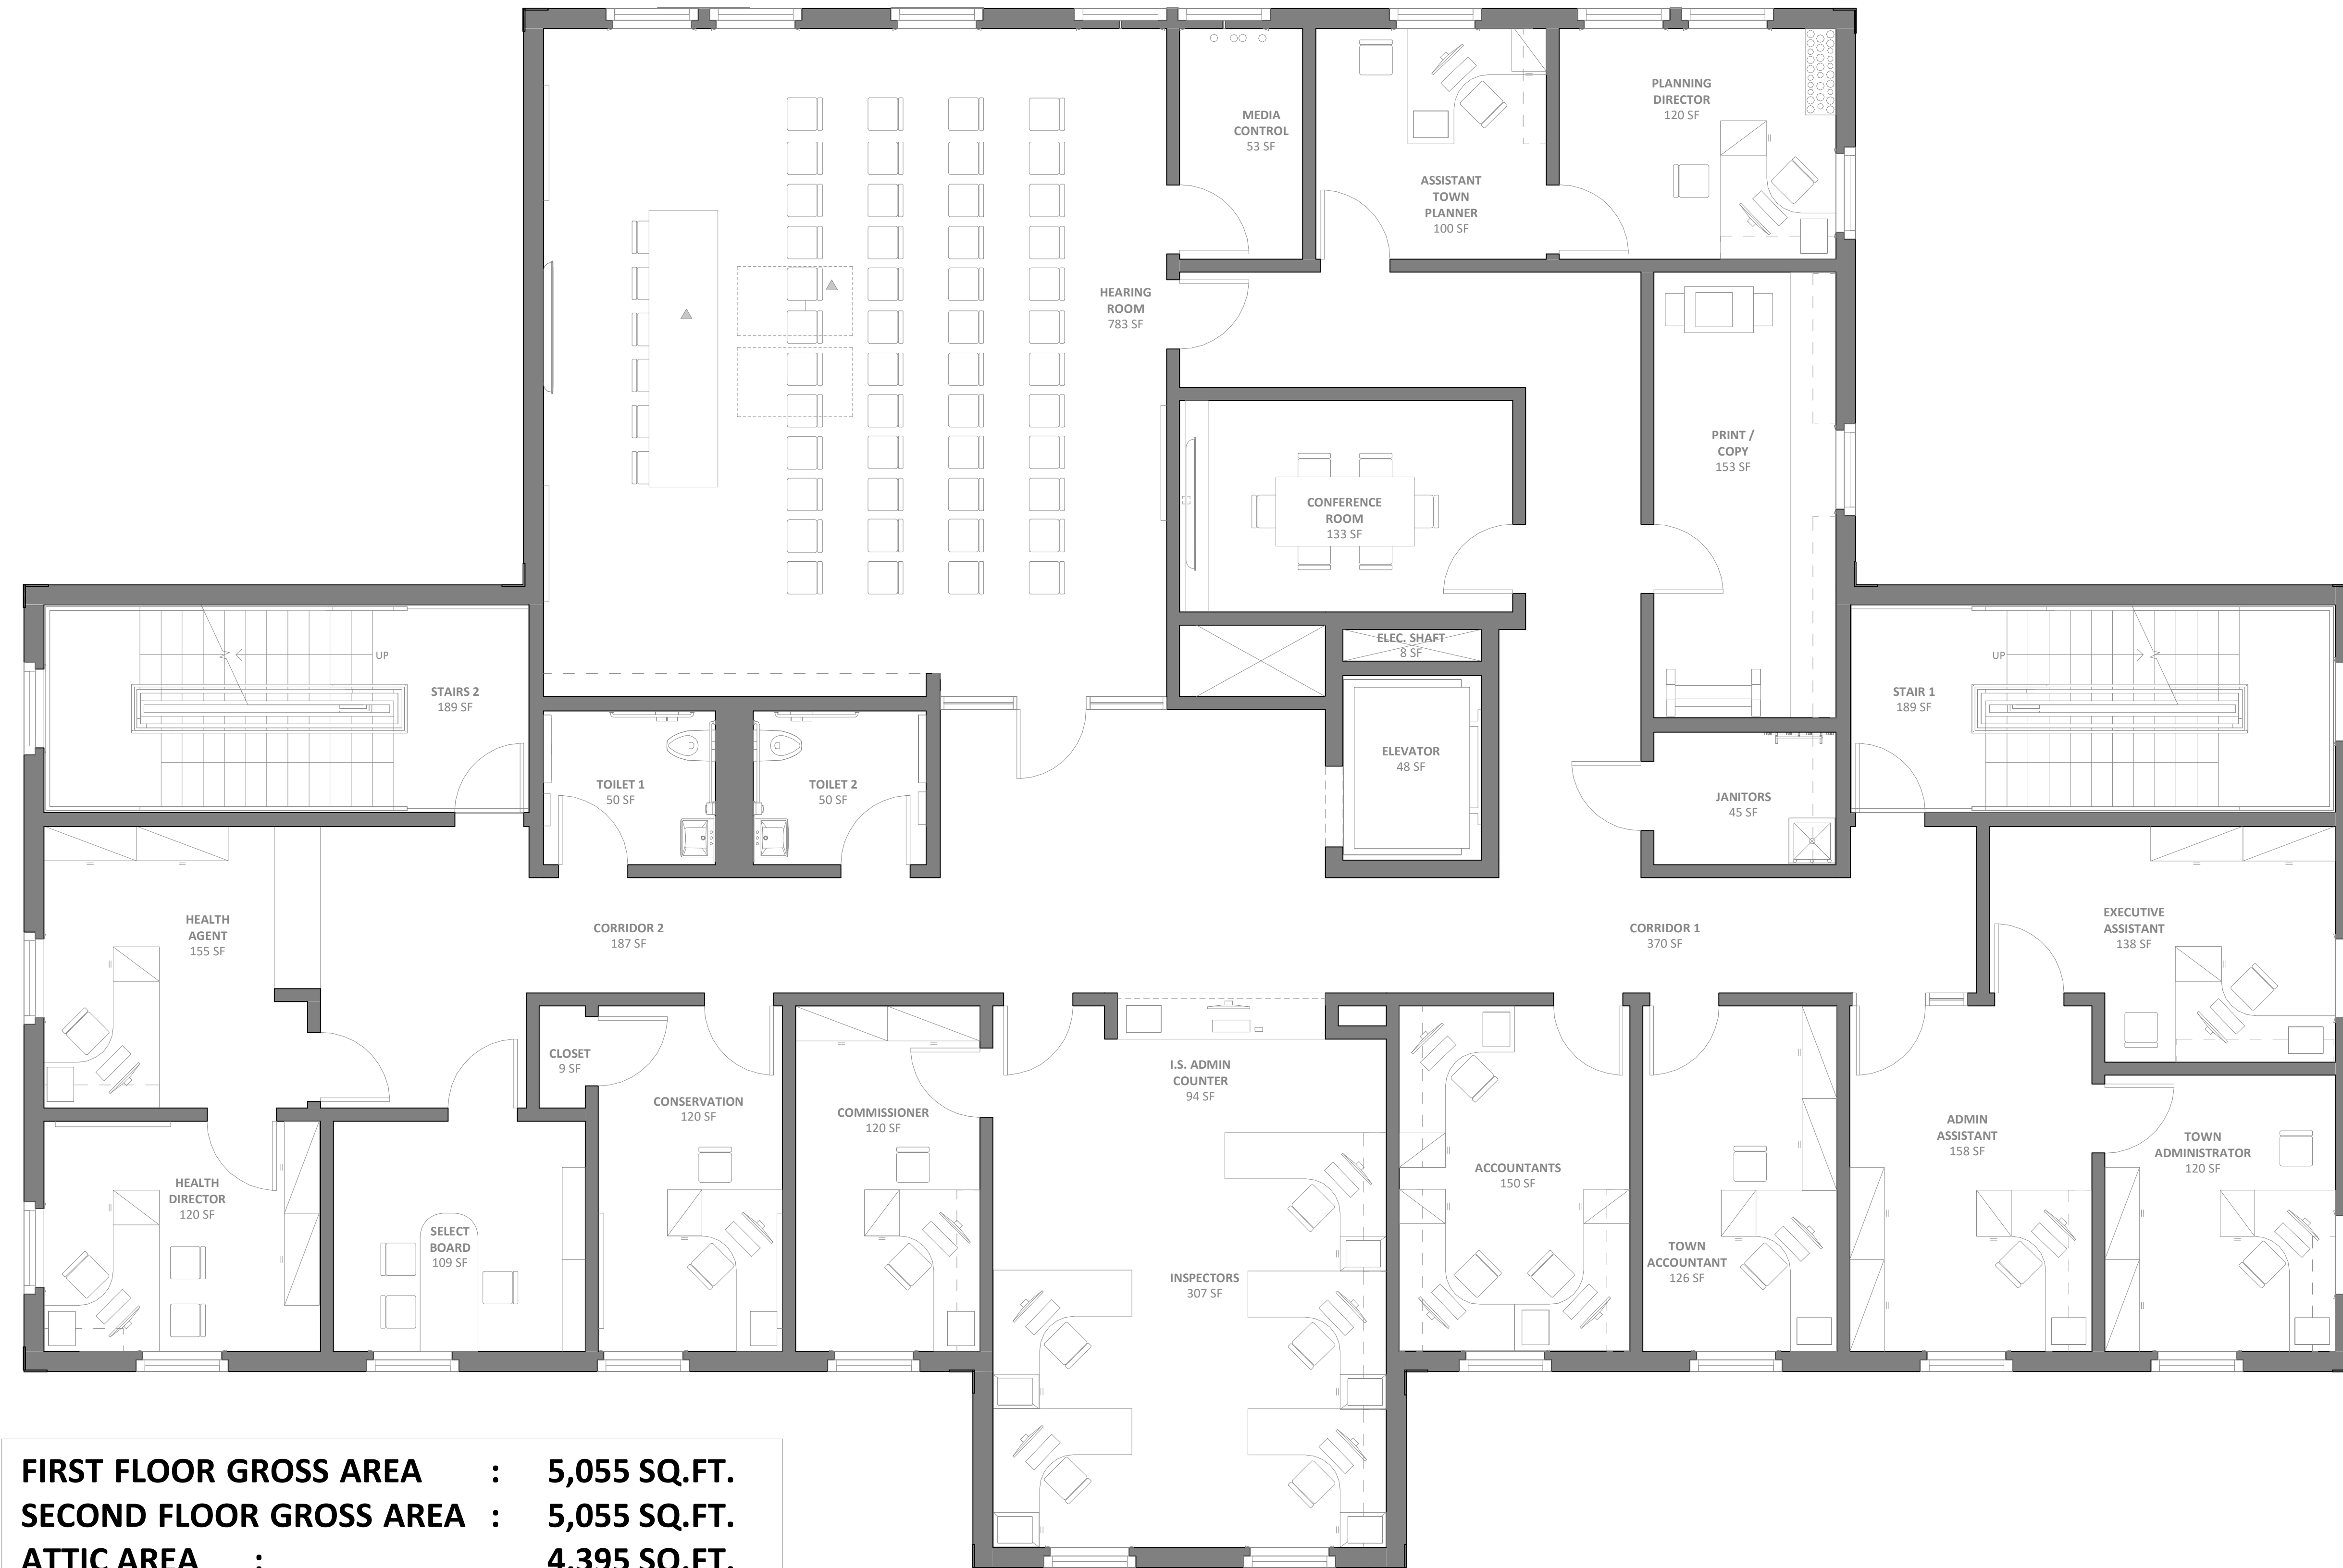 MEDIA
CONTROL
53 SF
PLANNING
DIRECTOR
120 SF
ASSISTANT
TOWN
PLANNER
100 SF
HEARING
ROOM
783 SF
PRINT /
COPY
153 SF
CONFERENCE
ROOM
133 SF
ELEC. SHAFT
8 SF
UP
STAIRS 2
189 SF
UP
STAIR 1
189 SF
TOILET 1
50 SF
TOILET 2
50 SF
ELEVATOR
48 SF
JANITORS
45 SF
HEALTH
AGENT
155 SF
CORRIDOR 2
187 SF
CORRIDOR 1
370 SF
EXECUTIVE
ASSISTANT
138 SF
CLOSET
9 SF
CONSERVATION
120 SF
COMMISSIONER
120 SF
I.S. ADMIN
COUNTER
94 SF
ADMIN
ASSISTANT
158 SF
TOWN
ADMINISTRATOR
120 SF
HEALTH
DIRECTOR
120 SF
SELECT
BOARD
109 SF
ACCOUNTANTS
150 SF
TOWN
ACCOUNTANT
126 SF
INSPECTORS
307 SF
FIRST FLOOR GROSS AREA : 5,055 SQ.FT.
SECOND FLOOR GROSS AREA : 5,055 SQ.FT.
ATTIC AREA : 4,395 SQ.FT.